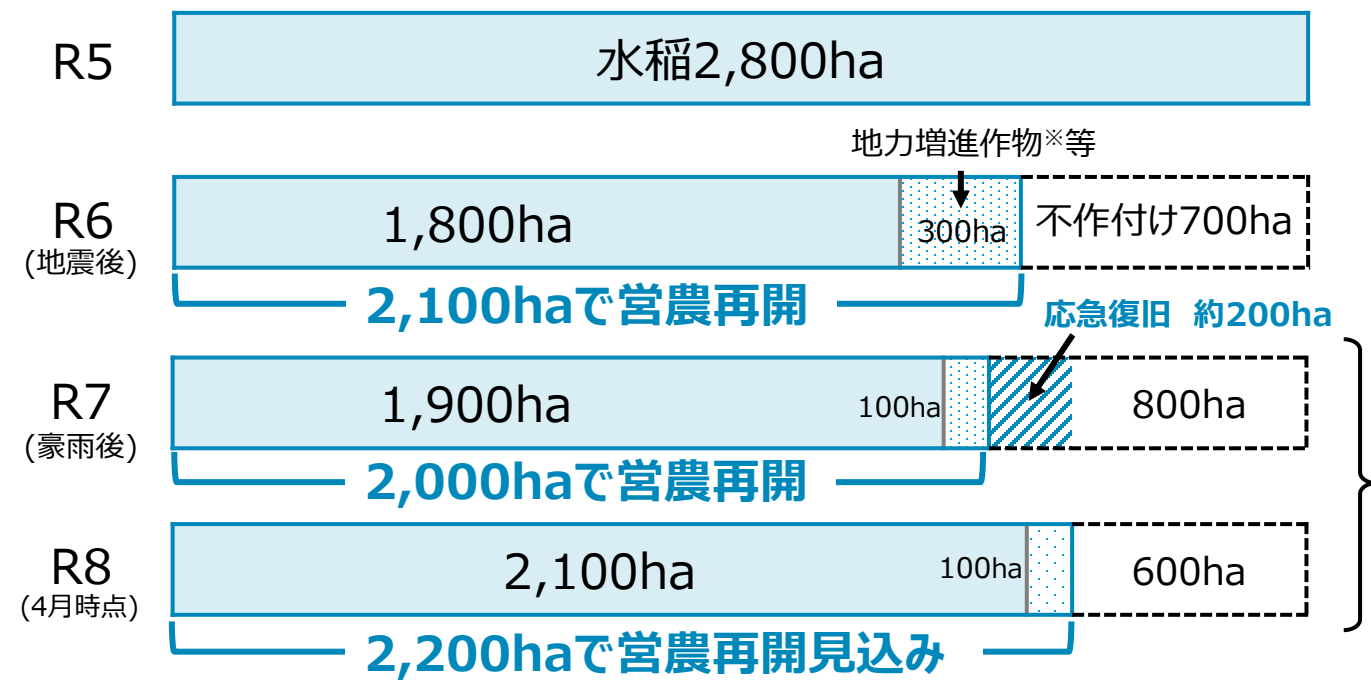 R5
水稲2,800ha
地力増進作物※等
R6
(地震後)
1,800ha
300ha
不作付け700ha
2,100haで営農再開
応急復旧 約200ha
R7
(豪雨後)
1,900ha
100ha
800ha
2,000haで営農再開
R8
(4月時点)
2,100ha
100ha
600ha
2,200haで営農再開見込み